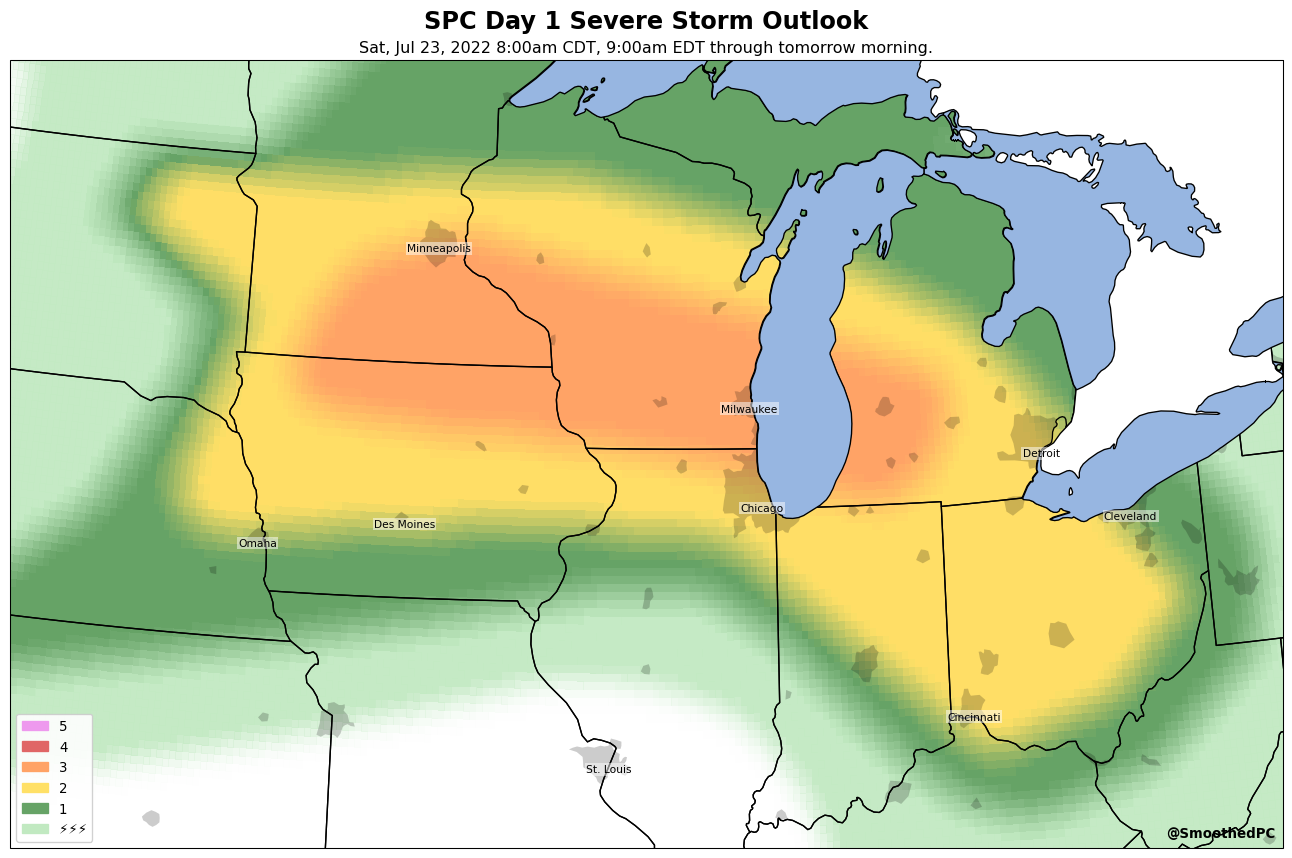 SPC Day 1 Severe Storm Outlook
Sat, Jul 23, 2022 8:00am CDT, 9:00am EDT through tomorrow morning.
Minneapolis
Milwaukee
Detroit
Chicago
Cleveland
Des Moines
Omaha
Cincinnati
St. Louis
5
4
3
2
1
⚡⚡⚡
@SmoothedPC